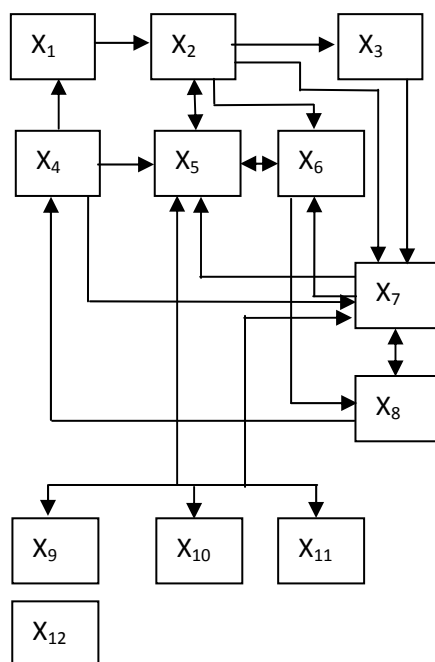 X₁ X₂ X₃
X₄ X₅ X₆
X₇
X₈
X₉ X₁₀ X₁₁
X₁₂